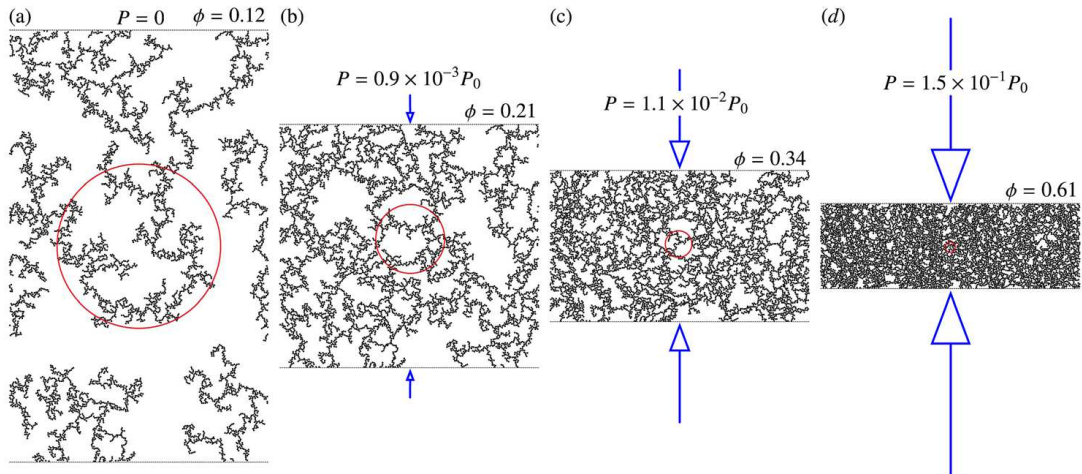 (a) P = 0 ϕ = 0.12
(b)
P = 0.9 × 10⁻³P₀
ϕ = 0.21
(c)
P = 1.1 × 10⁻²P₀
ϕ = 0.34
(d)
P = 1.5 × 10⁻¹P₀
ϕ = 0.61